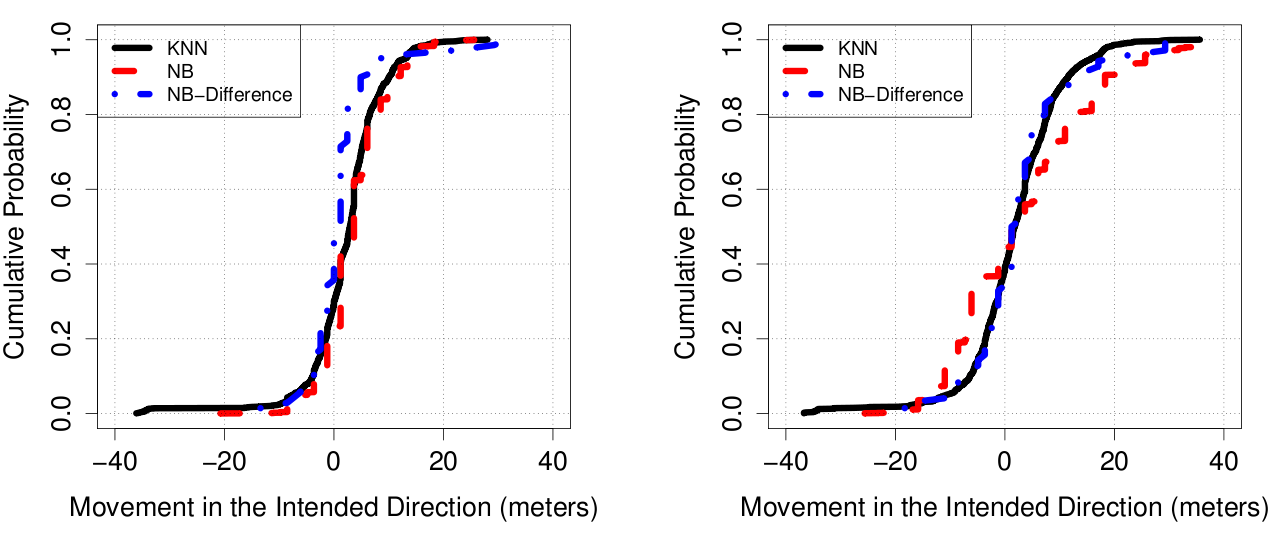 KNN
NB
NB−Difference
Cumulative Probability
0.0 0.2 0.4 0.6 0.8 1.0
−40 −20 0 20 40
Movement in the Intended Direction (meters)
KNN
NB
NB−Difference
Cumulative Probability
0.0 0.2 0.4 0.6 0.8 1.0
−40 −20 0 20 40
Movement in the Intended Direction (meters)